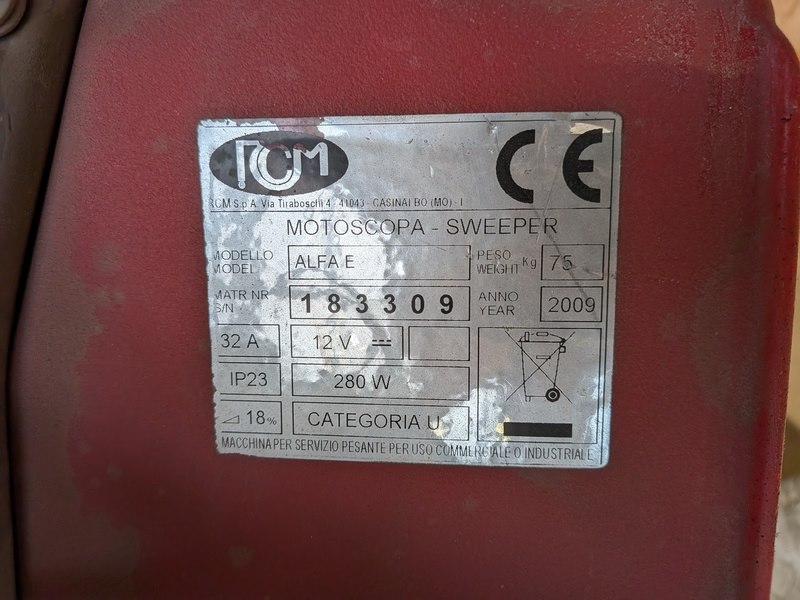 RCM
CE
RCM S.p.A. Via Tiraboschi 4 - 41043 - CASINALBO (MO) - I
MOTOSCOPA - SWEEPER
MODELLO
MODEL
ALFA E
PESO
WEIGHT Kg
75
MATR NR
S/N
183309
ANNO
YEAR
2009
32 A
12 V
IP23
280 W
18%
CATEGORIA U
MACCHINA PER SERVIZIO PESANTE PER USO COMMERCIALE O INDUSTRIALE